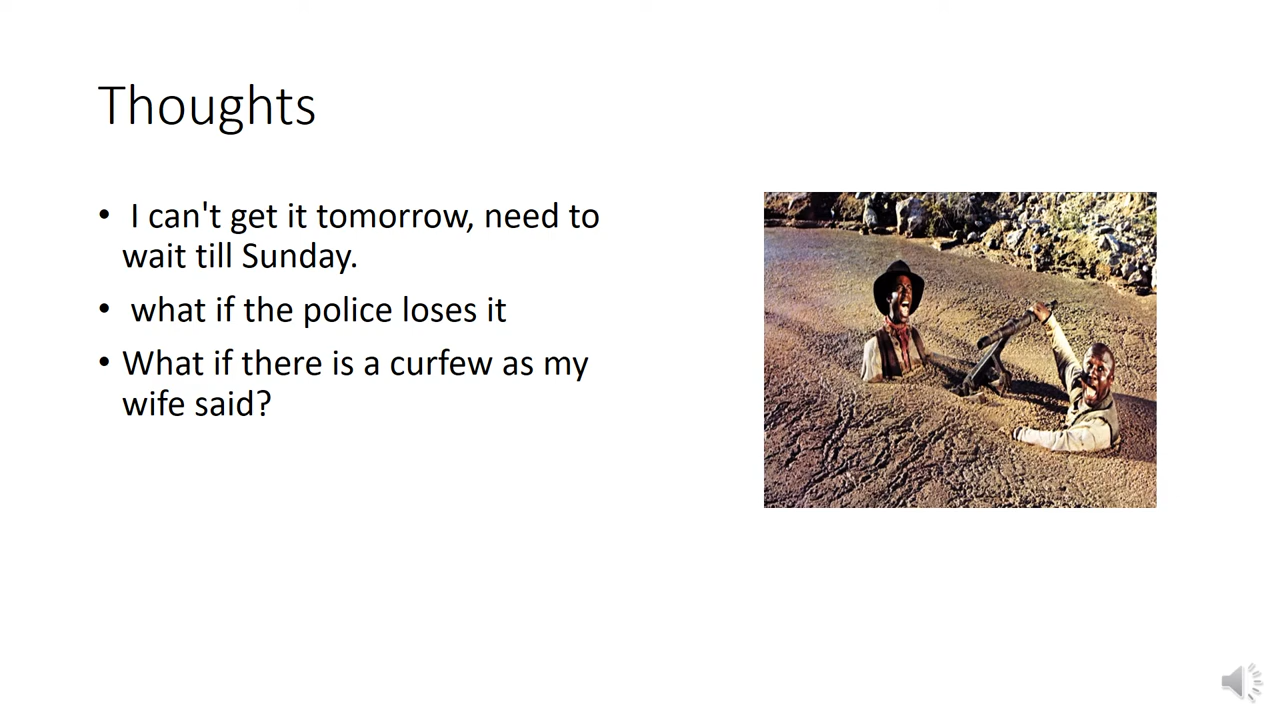 Thoughts
• I can't get it tomorrow, need to
wait till Sunday.
• what if the police loses it
• What if there is a curfew as my
wife said?